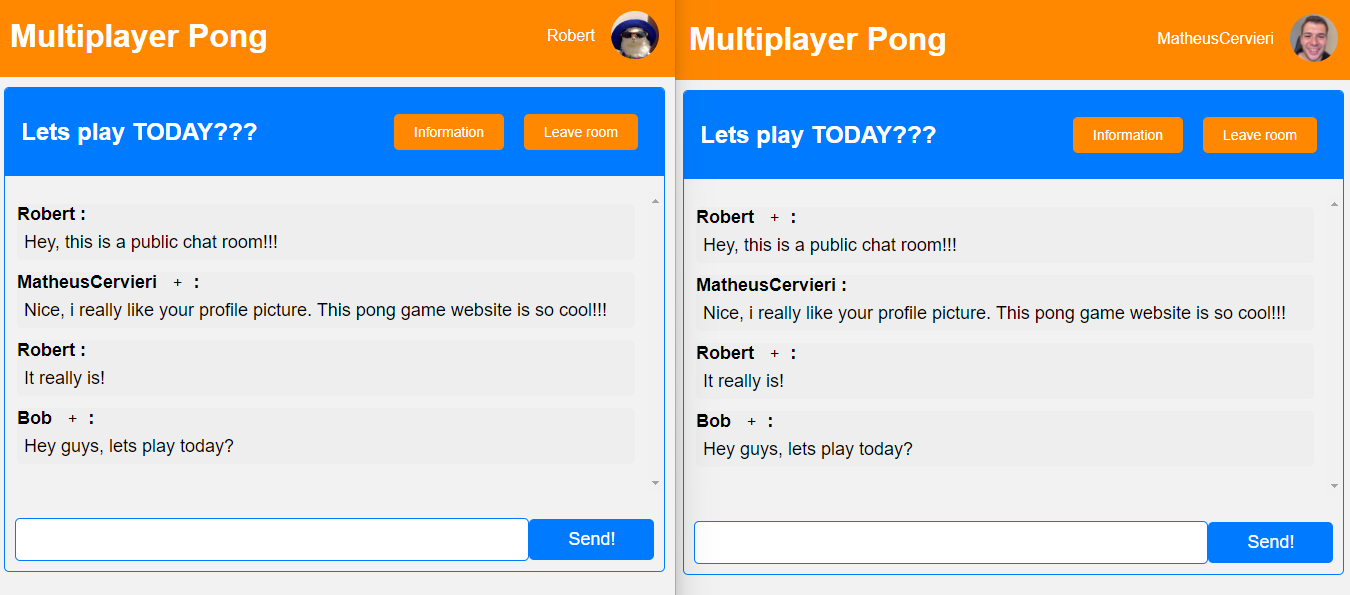 Multiplayer Pong
Robert
Lets play TODAY???
Information
Leave room
Robert :
Hey, this is a public chat room!!!
MatheusCervieri + :
Nice, i really like your profile picture. This pong game website is so cool!!!
Robert :
It really is!
Bob + :
Hey guys, lets play today?
Send!
Multiplayer Pong
MatheusCervieri
Lets play TODAY???
Information
Leave room
Robert + :
Hey, this is a public chat room!!!
MatheusCervieri :
Nice, i really like your profile picture. This pong game website is so cool!!!
Robert + :
It really is!
Bob + :
Hey guys, lets play today?
Send!